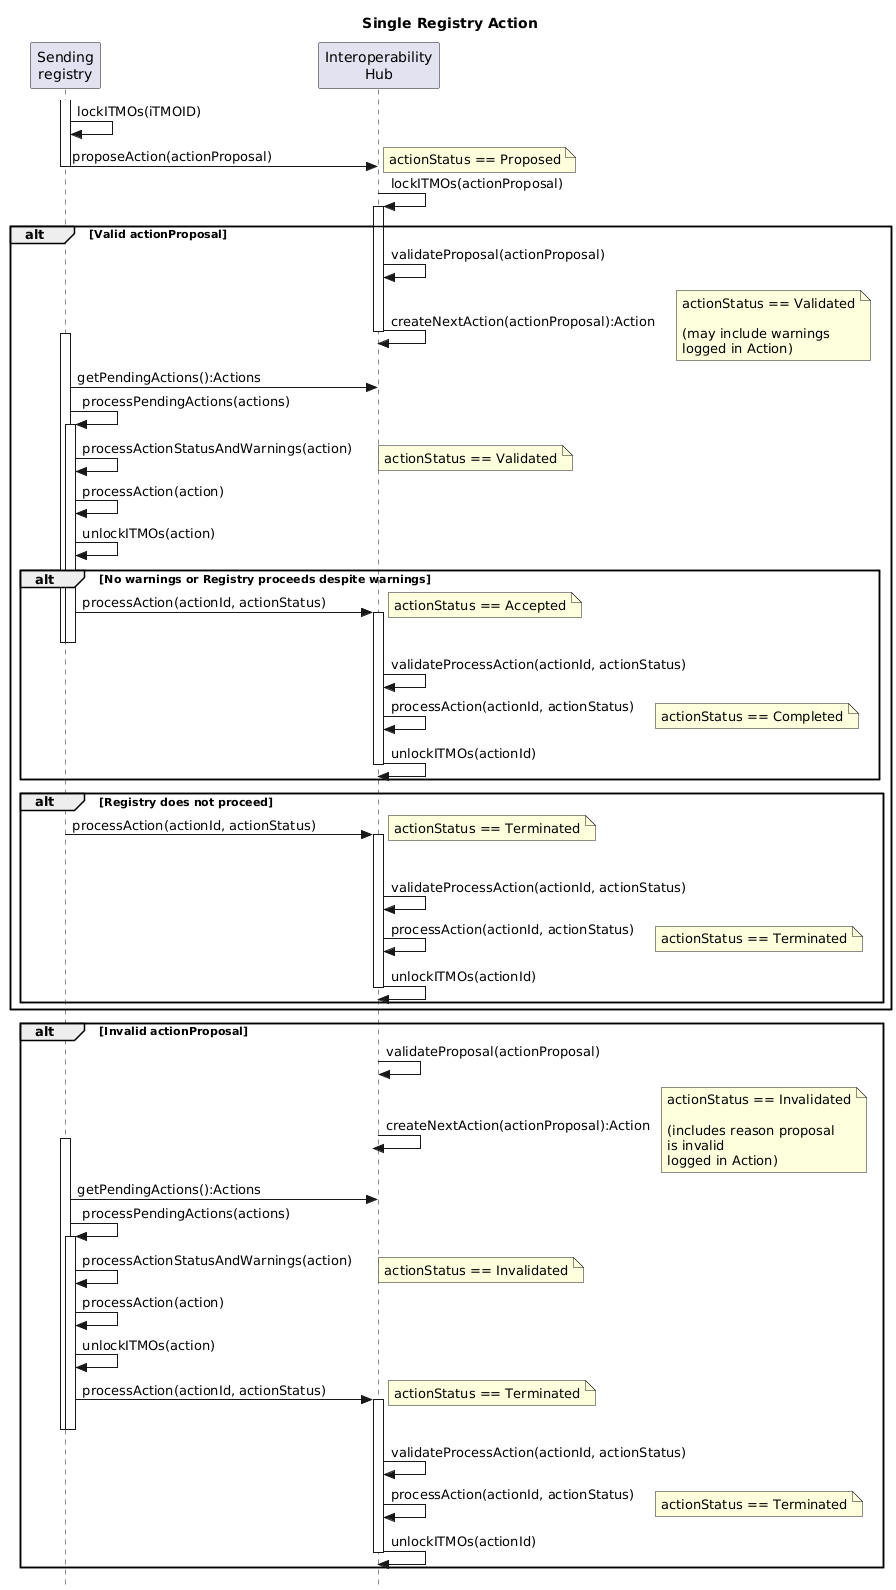 Single Registry Action
Sending
registry
Interoperability
Hub
lockITMOs(iTMOID)
proposeAction(actionProposal)
actionStatus == Proposed
lockITMOs(actionProposal)
alt
[Valid actionProposal]
validateProposal(actionProposal)
createNextAction(actionProposal):Action
actionStatus == Validated
(may include warnings
logged in Action)
getPendingActions():Actions
processPendingActions(actions)
processActionStatusAndWarnings(action)
actionStatus == Validated
processAction(action)
unlockITMOs(action)
alt
[No warnings or Registry proceeds despite warnings]
processAction(actionId, actionStatus)
actionStatus == Accepted
validateProcessAction(actionId, actionStatus)
processAction(actionId, actionStatus)
actionStatus == Completed
unlockITMOs(actionId)
alt
[Registry does not proceed]
processAction(actionId, actionStatus)
actionStatus == Terminated
validateProcessAction(actionId, actionStatus)
processAction(actionId, actionStatus)
actionStatus == Terminated
unlockITMOs(actionId)
alt
[Invalid actionProposal]
validateProposal(actionProposal)
createNextAction(actionProposal):Action
actionStatus == Invalidated
(includes reason proposal
is invalid
logged in Action)
getPendingActions():Actions
processPendingActions(actions)
processActionStatusAndWarnings(action)
actionStatus == Invalidated
processAction(action)
unlockITMOs(action)
processAction(actionId, actionStatus)
actionStatus == Terminated
validateProcessAction(actionId, actionStatus)
processAction(actionId, actionStatus)
actionStatus == Terminated
unlockITMOs(actionId)